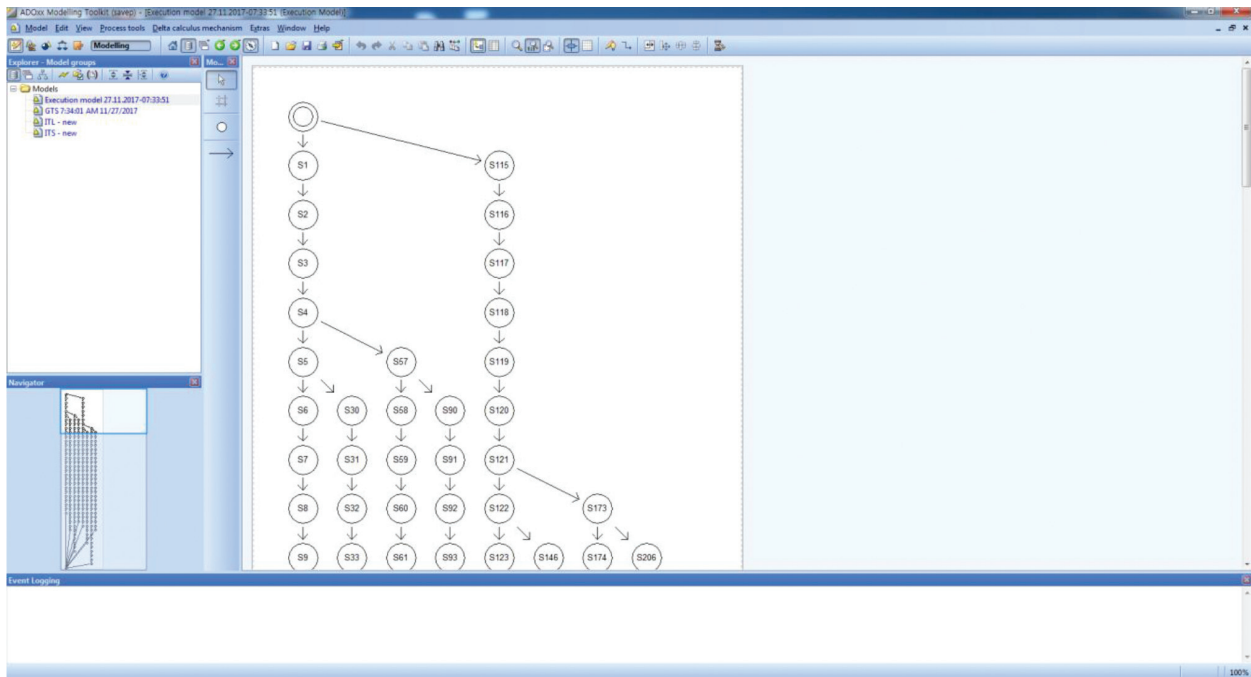 ADOxx Modelling Toolkit (savep) - [Execution model 27.11.2017-07:33:51 (Execution Model)]
Model Edit View Process tools Delta calculus mechanism Extras Window Help
Modelling
Explorer - Model groups
Mo...
Models
Execution model 27.11.2017-07:33:51
GTS 7:34:01 AM 11/27/2017
ITL - new
ITS - new
S1 S115
S2 S116
S3 S117
S4 S118
S5 S57 S119
Navigator
S6 S30 S58 S90 S120
S7 S31 S59 S91 S121
S8 S32 S60 S92 S122 S173
S9 S33 S61 S93 S123 S146 S174 S206
Event Logging
100%